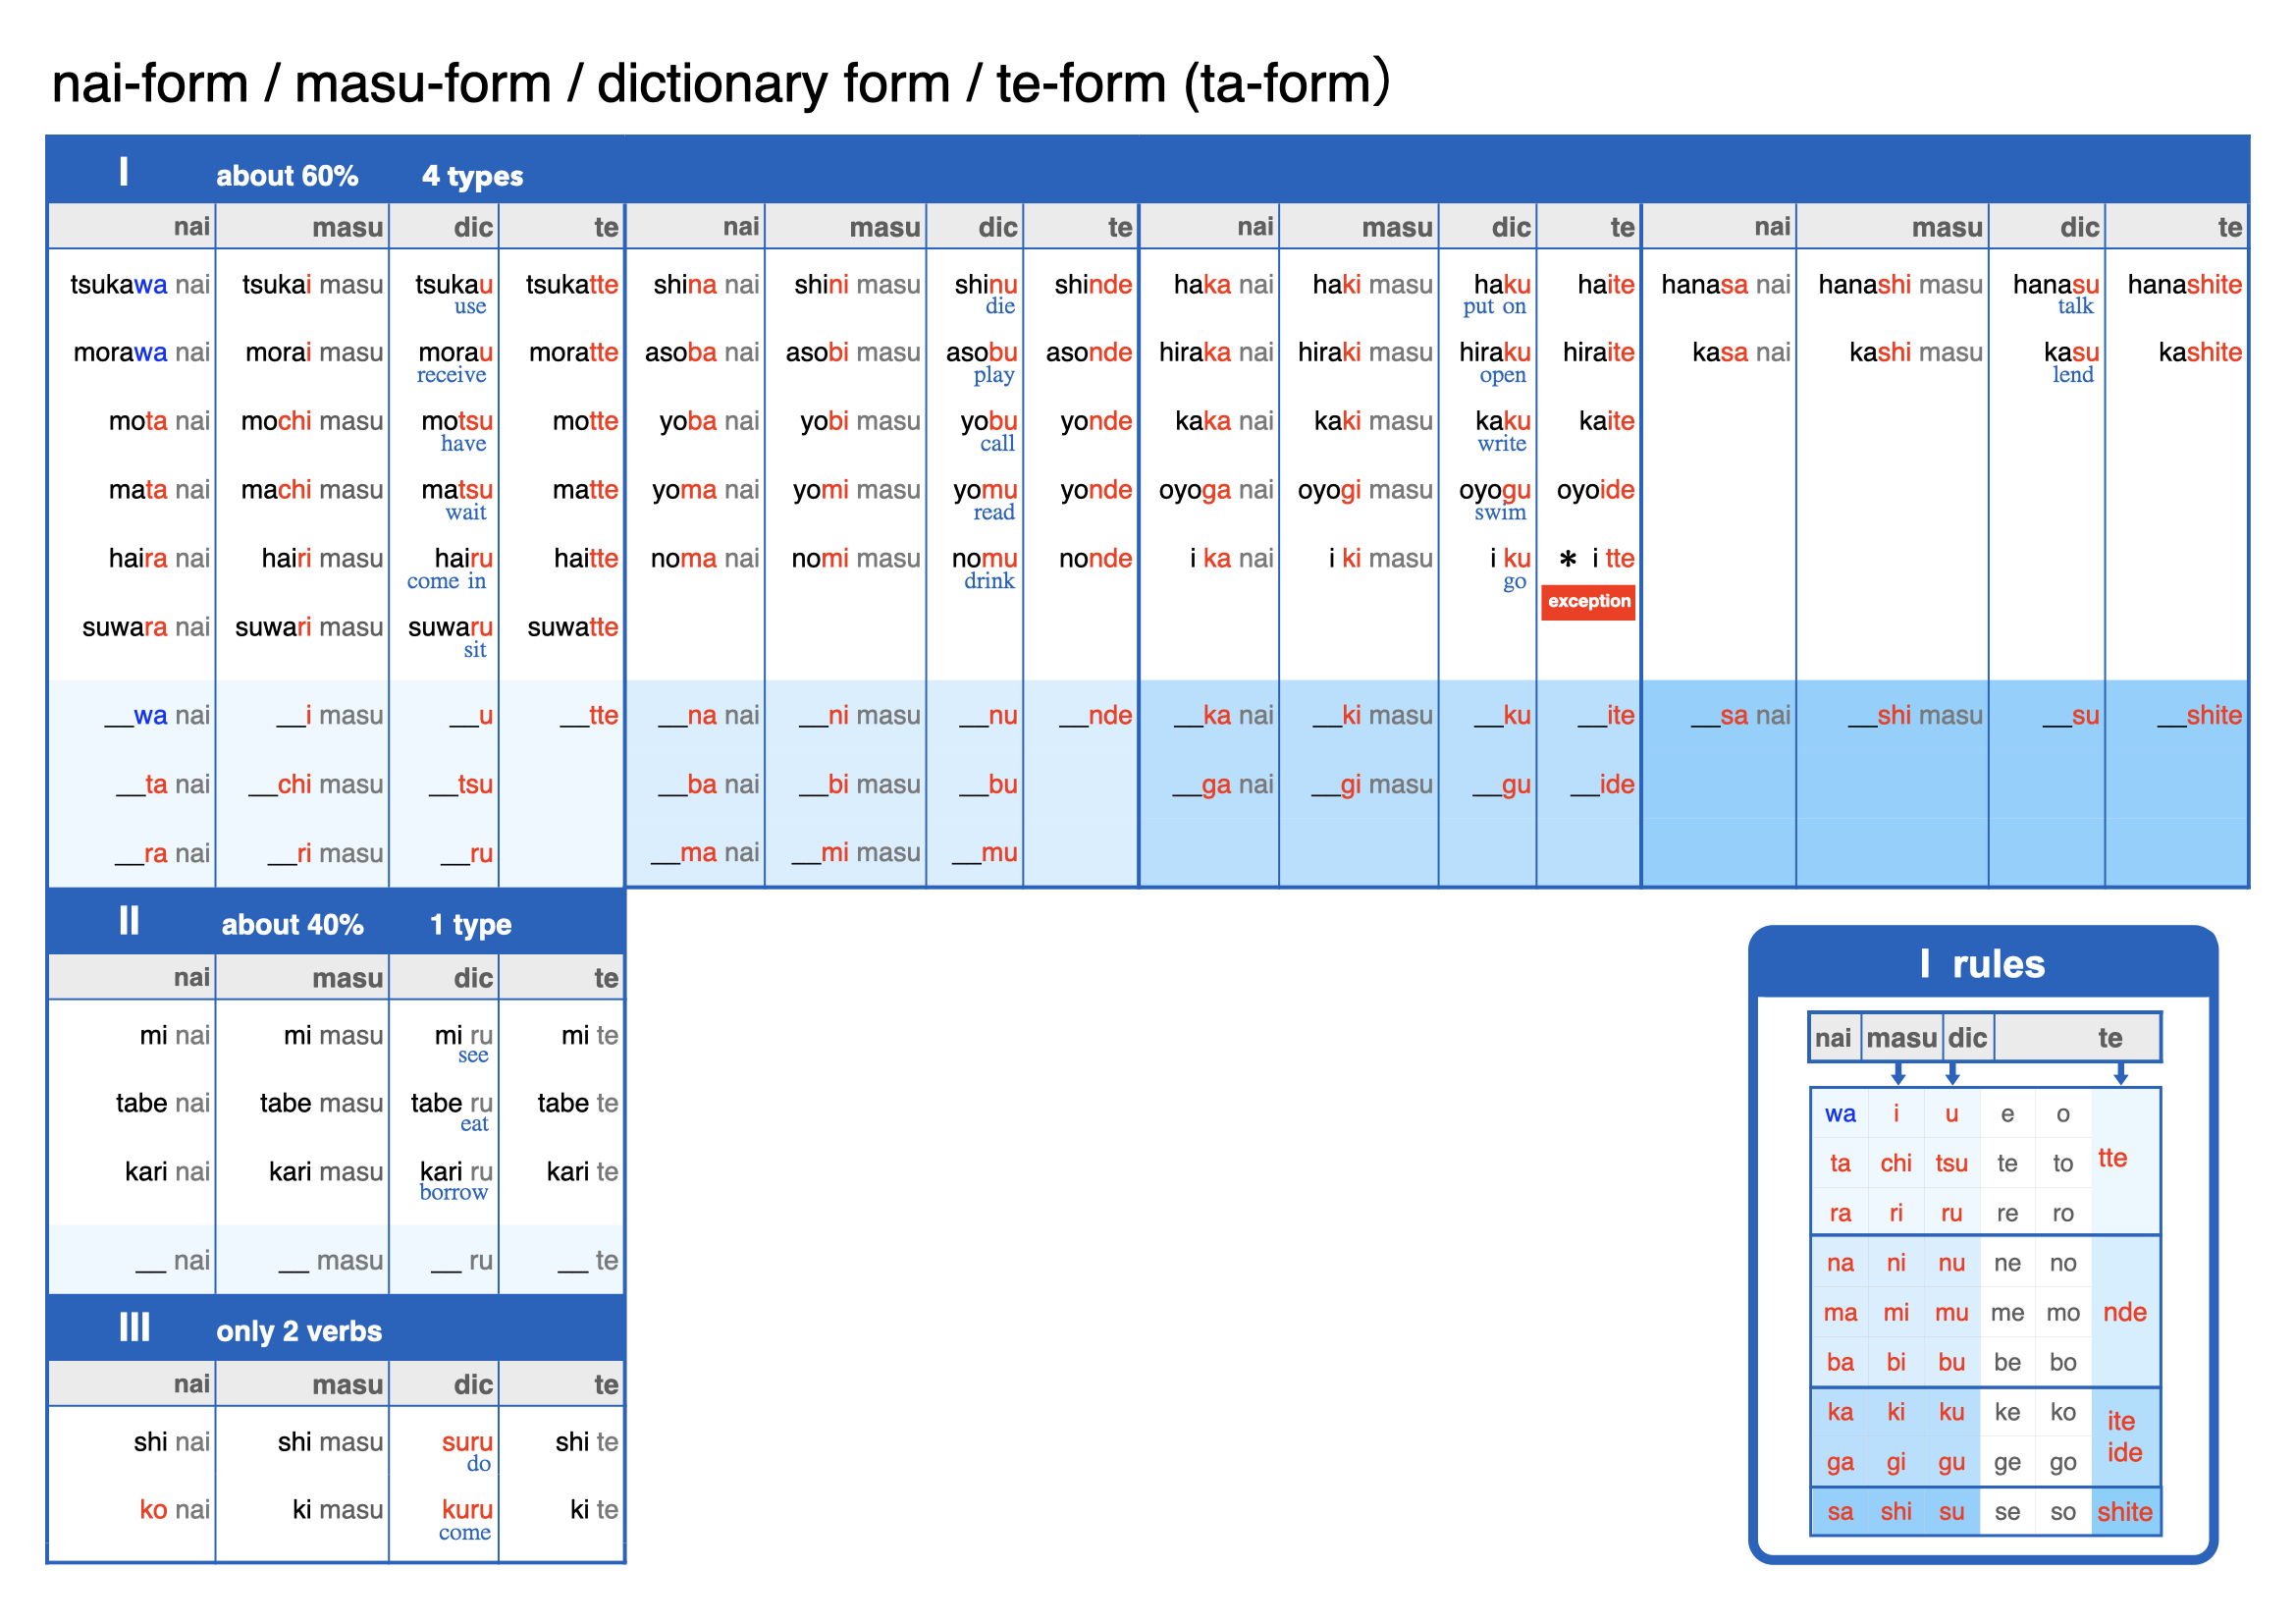 nai-form / masu-form / dictionary form / te-form (ta-form）
I about 60% 4 types
nai masu dic te nai masu dic te nai masu dic te nai masu dic te
tsukawa nai tsukai masu tsukau tsukatte shina nai shini masu shinu shinde haka nai haki masu haku haite hanasa nai hanashi masu hanasu hanashite
use die put on talk
morawa nai morai masu morau moratte asoba nai asobi masu asobu asonde hiraka nai hiraki masu hiraku hiraite kasa nai kashi masu kasu kashite
receive play open lend
mota nai mochi masu motsu motte yoba nai yobi masu yobu yonde kaka nai kaki masu kaku kaite
have call write
mata nai machi masu matsu matte yoma nai yomi masu yomu yonde oyoga nai oyogi masu oyogu oyoide
wait read swim
haira nai hairi masu hairu haitte noma nai nomi masu nomu nonde i ka nai i ki masu i ku * i tte
come in drink go exception
suwara nai suwari masu suwaru suwatte
sit
__wa nai __i masu __u __tte __na nai __ni masu __nu __nde __ka nai __ki masu __ku __ite __sa nai __shi masu __su __shite
__ta nai __chi masu __tsu __ba nai __bi masu __bu __ga nai __gi masu __gu __ide
__ra nai __ri masu __ru __ma nai __mi masu __mu
II about 40% 1 type
nai masu dic te
mi nai mi masu mi ru mi te
see
tabe nai tabe masu tabe ru tabe te
eat
kari nai kari masu kari ru kari te
borrow
__ nai __ masu __ ru __ te
III only 2 verbs
nai masu dic te
shi nai shi masu suru shi te
do
ko nai ki masu kuru ki te
come
I rules
nai masu dic te
wa i u e o
ta chi tsu te to tte
ra ri ru re ro
na ni nu ne no
ma mi mu me mo nde
ba bi bu be bo
ka ki ku ke ko ite
ga gi gu ge go ide
sa shi su se so shite